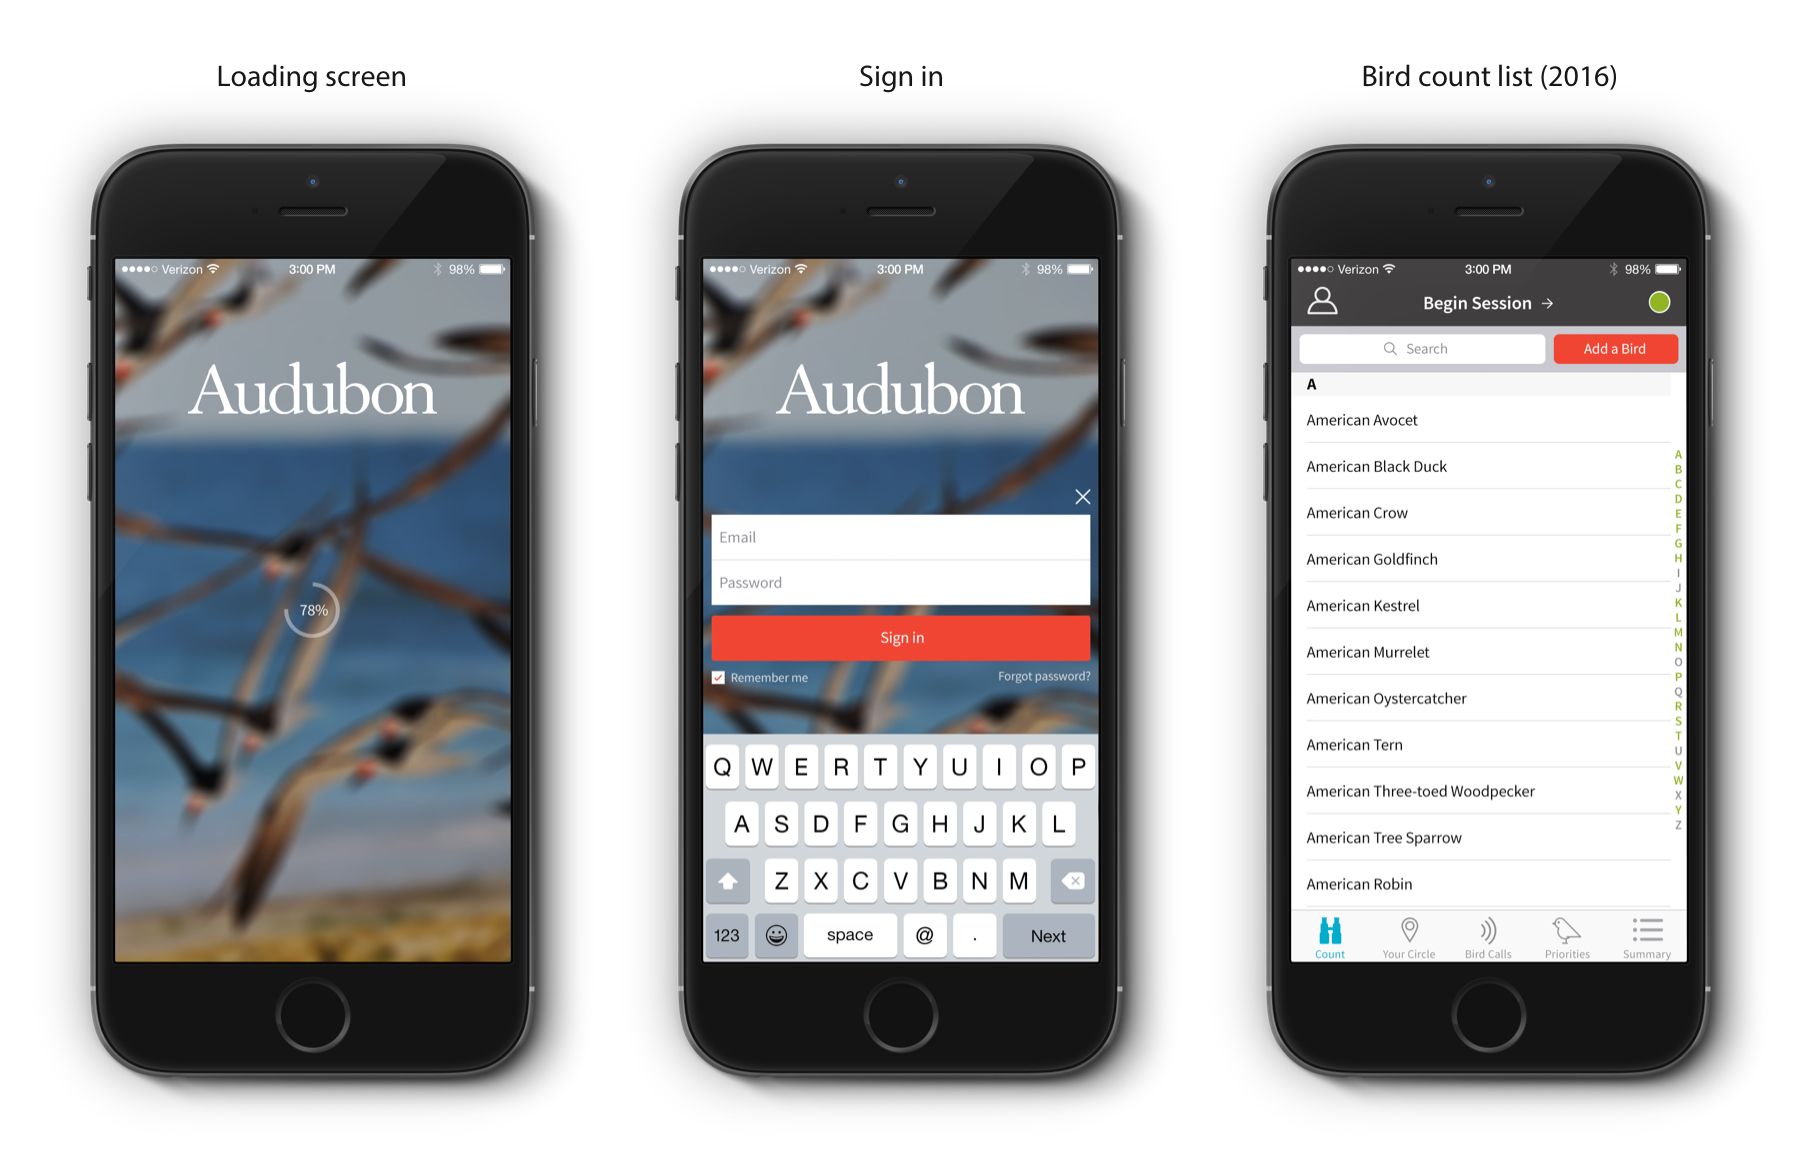 Loading screen
Sign in
Bird count list (2016)
Verizon 3:00 PM 98%
Audubon
78%
Verizon 3:00 PM 98%
Audubon
Email
Password
Sign in
Remember me Forgot password?
Q W E R T Y U I O P
A S D F G H J K L
Z X C V B N M
123 space @ . Next
Verizon 3:00 PM 98%
Begin Session →
Search Add a Bird
A
American Avocet
American Black Duck
American Crow
American Goldfinch
American Kestrel
American Murrelet
American Oystercatcher
American Tern
American Three-toed Woodpecker
American Tree Sparrow
American Robin
A
B
C
D
E
F
G
H
I
J
K
L
M
N
O
P
Q
R
S
T
U
V
W
X
Y
Z
Count Your Circle Bird Calls Priorities Summary